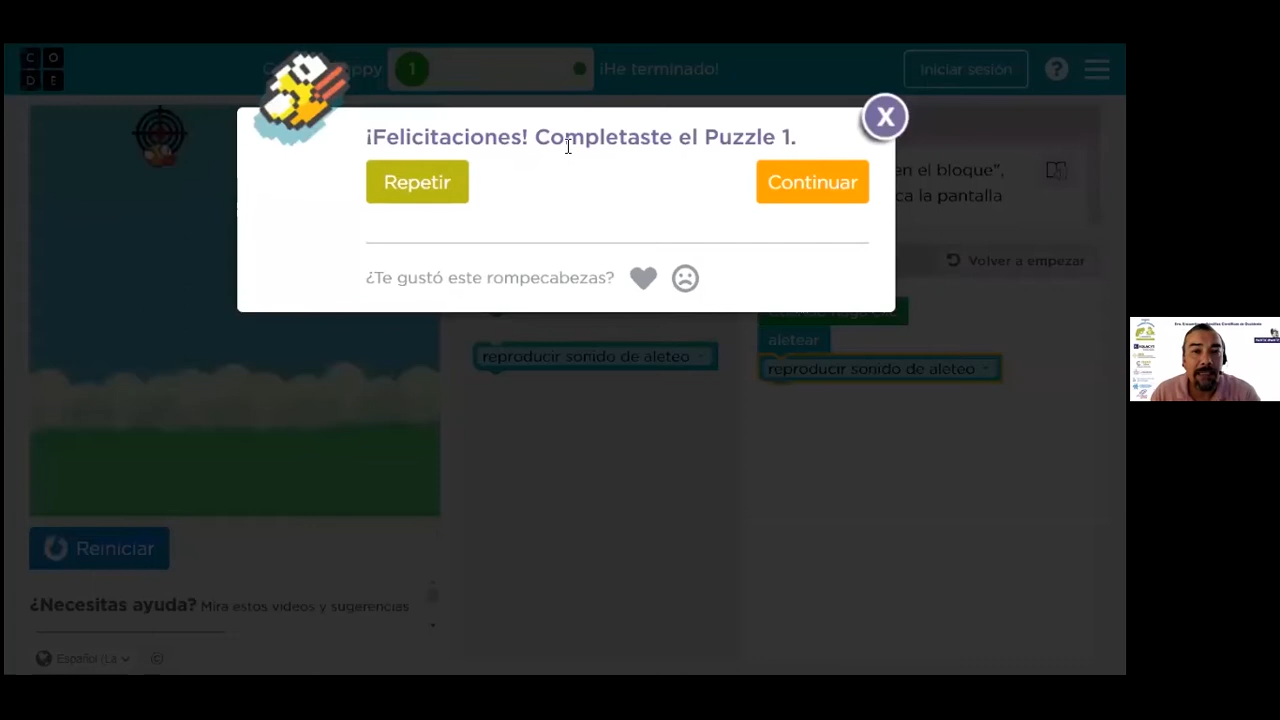 C O
D E
ppy
1
¡He terminado!
Iniciar sesión
?
¡Felicitaciones! Completaste el Puzzle 1.
X
Repetir
Continuar
en el bloque",
ca la pantalla
¿Te gustó este rompecabezas?
Volver a empezar
aletear
reproducir sonido de aleteo
reproducir sonido de aleteo
Reiniciar
¿Necesitas ayuda? Mira estos videos y sugerencias
Español (La
©